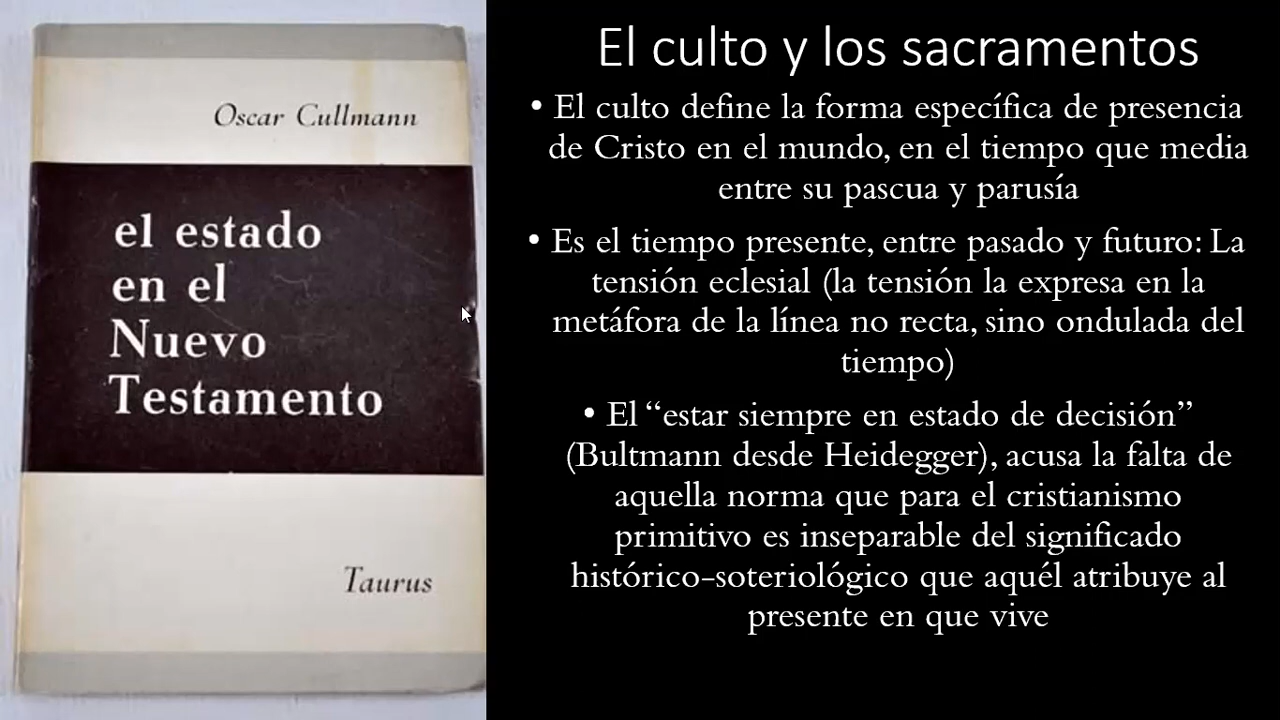 Oscar Cullmann
el estado
en el
Nuevo
Testamento
Taurus
El culto y los sacramentos
• El culto define la forma específica de presencia
de Cristo en el mundo, en el tiempo que media
entre su pascua y parusía
• Es el tiempo presente, entre pasado y futuro: La
tensión eclesial (la tensión la expresa en la
metáfora de la línea no recta, sino ondulada del
tiempo)
• El “estar siempre en estado de decisión”
(Bultmann desde Heidegger), acusa la falta de
aquella norma que para el cristianismo
primitivo es inseparable del significado
histórico-soteriológico que aquél atribuye al
presente en que vive